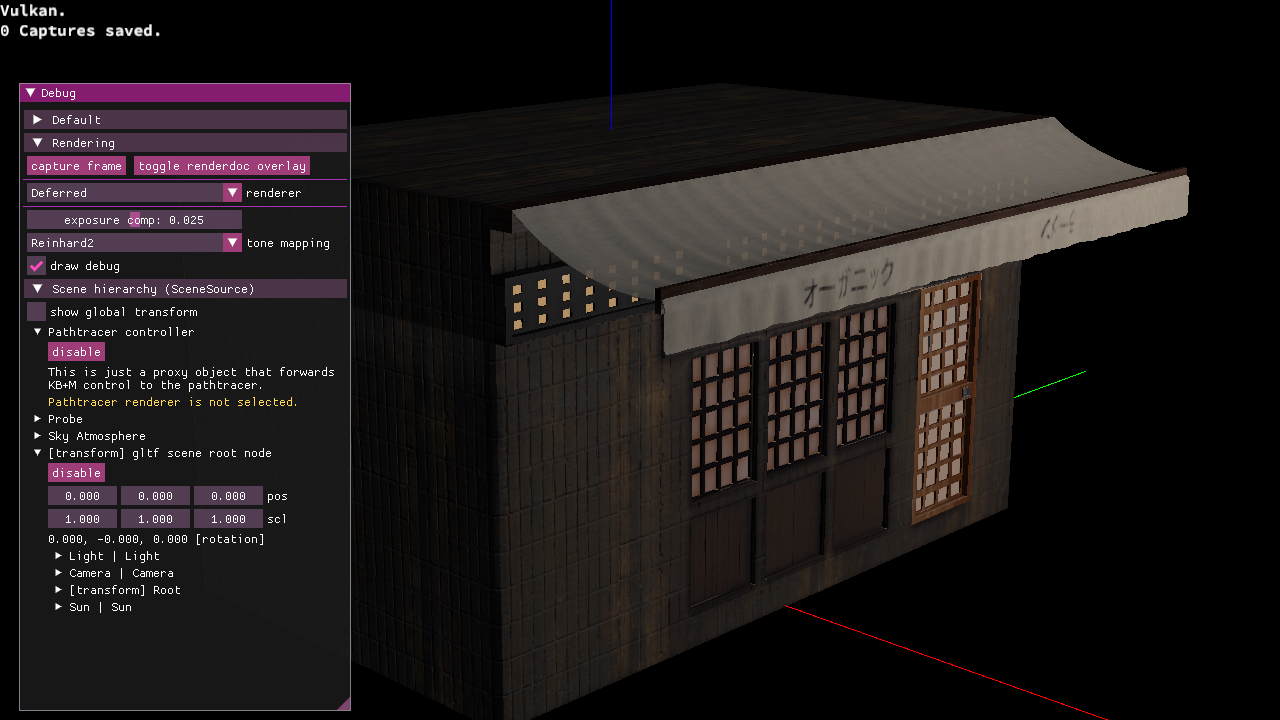 Vulkan.
0 Captures saved.
Debug
Default
Rendering
capture frame toggle renderdoc overlay
Deferred renderer
exposure comp: 0.025
Reinhard2 tone mapping
draw debug
Scene hierarchy (SceneSource)
show global transform
Pathtracer controller
disable
This is just a proxy object that forwards
KB+M control to the pathtracer.
Pathtracer renderer is not selected.
Probe
Sky Atmosphere
[transform] gltf scene root node
disable
0.000 0.000 0.000 pos
1.000 1.000 1.000 scl
0.000, -0.000, 0.000 [rotation]
Light | Light
Camera | Camera
[transform] Root
Sun | Sun
オーガニック